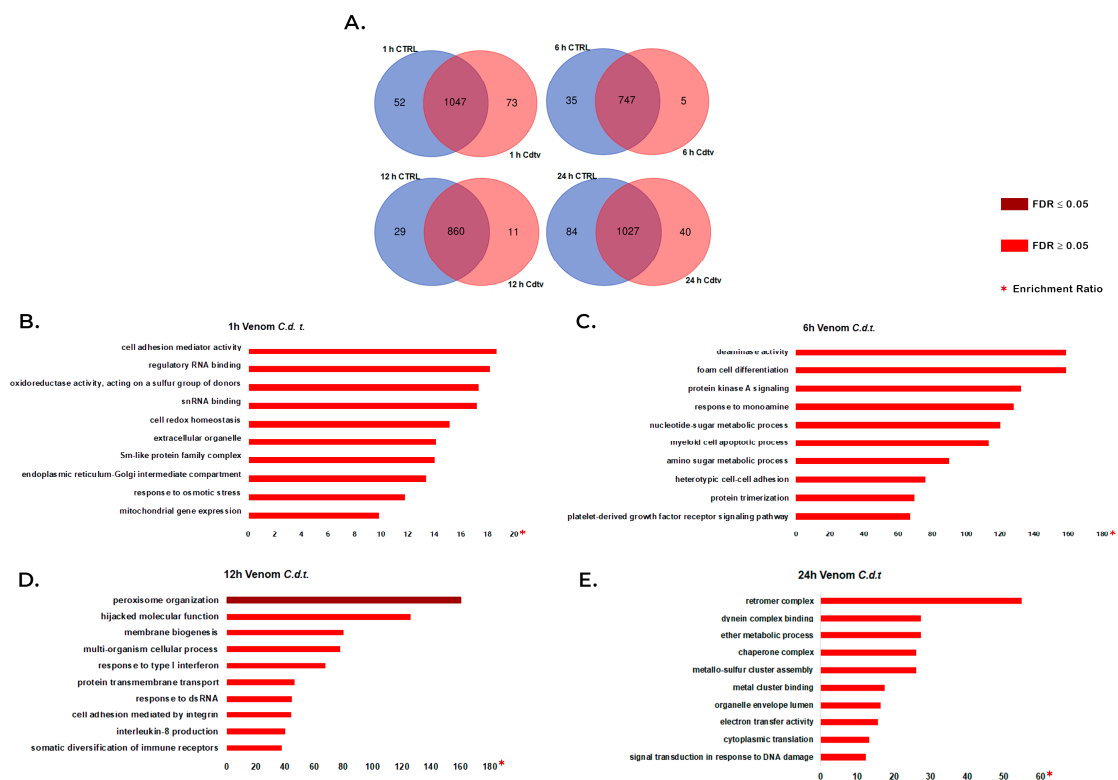 A.
1 h CTRL
6 h CTRL
52 1047 73
35 747 5
1 h Cdtv
6 h Cdtv
12 h CTRL
24 h CTRL
29 860 11
84 1027 40
12 h Cdtv
24 h Cdtv
FDR ≤ 0.05
FDR ≥ 0.05
* Enrichment Ratio
B.
1h Venom C.d. t.
cell adhesion mediator activity
regulatory RNA binding
oxidoreductase activity, acting on a sulfur group of donors
snRNA binding
cell redox homeostasis
extracellular organelle
Sm-like protein family complex
endoplasmic reticulum-Golgi intermediate compartment
response to osmotic stress
mitochondrial gene expression
0 2 4 6 8 10 12 14 16 18 20 *
C.
6h Venom C.d.t.
deaminase activity
foam cell differentiation
protein kinase A signaling
response to monoamine
nucleotide-sugar metabolic process
myeloid cell apoptotic process
amino sugar metabolic process
heterotypic cell-cell adhesion
protein trimerization
platelet-derived growth factor receptor signaling pathway
0 20 40 60 80 100 120 140 160 180 *
D.
12h Venom C.d.t.
peroxisome organization
hijacked molecular function
membrane biogenesis
multi-organism cellular process
response to type I interferon
protein transmembrane transport
response to dsRNA
cell adhesion mediated by integrin
interleukin-8 production
somatic diversification of immune receptors
0 20 40 60 80 100 120 140 160 180 *
E.
24h Venom C.d.t
retromer complex
dynein complex binding
ether metabolic process
chaperone complex
metallo-sulfur cluster assembly
metal cluster binding
organelle envelope lumen
electron transfer activity
cytoplasmic translation
signal transduction in response to DNA damage
0 10 20 30 40 50 60 *